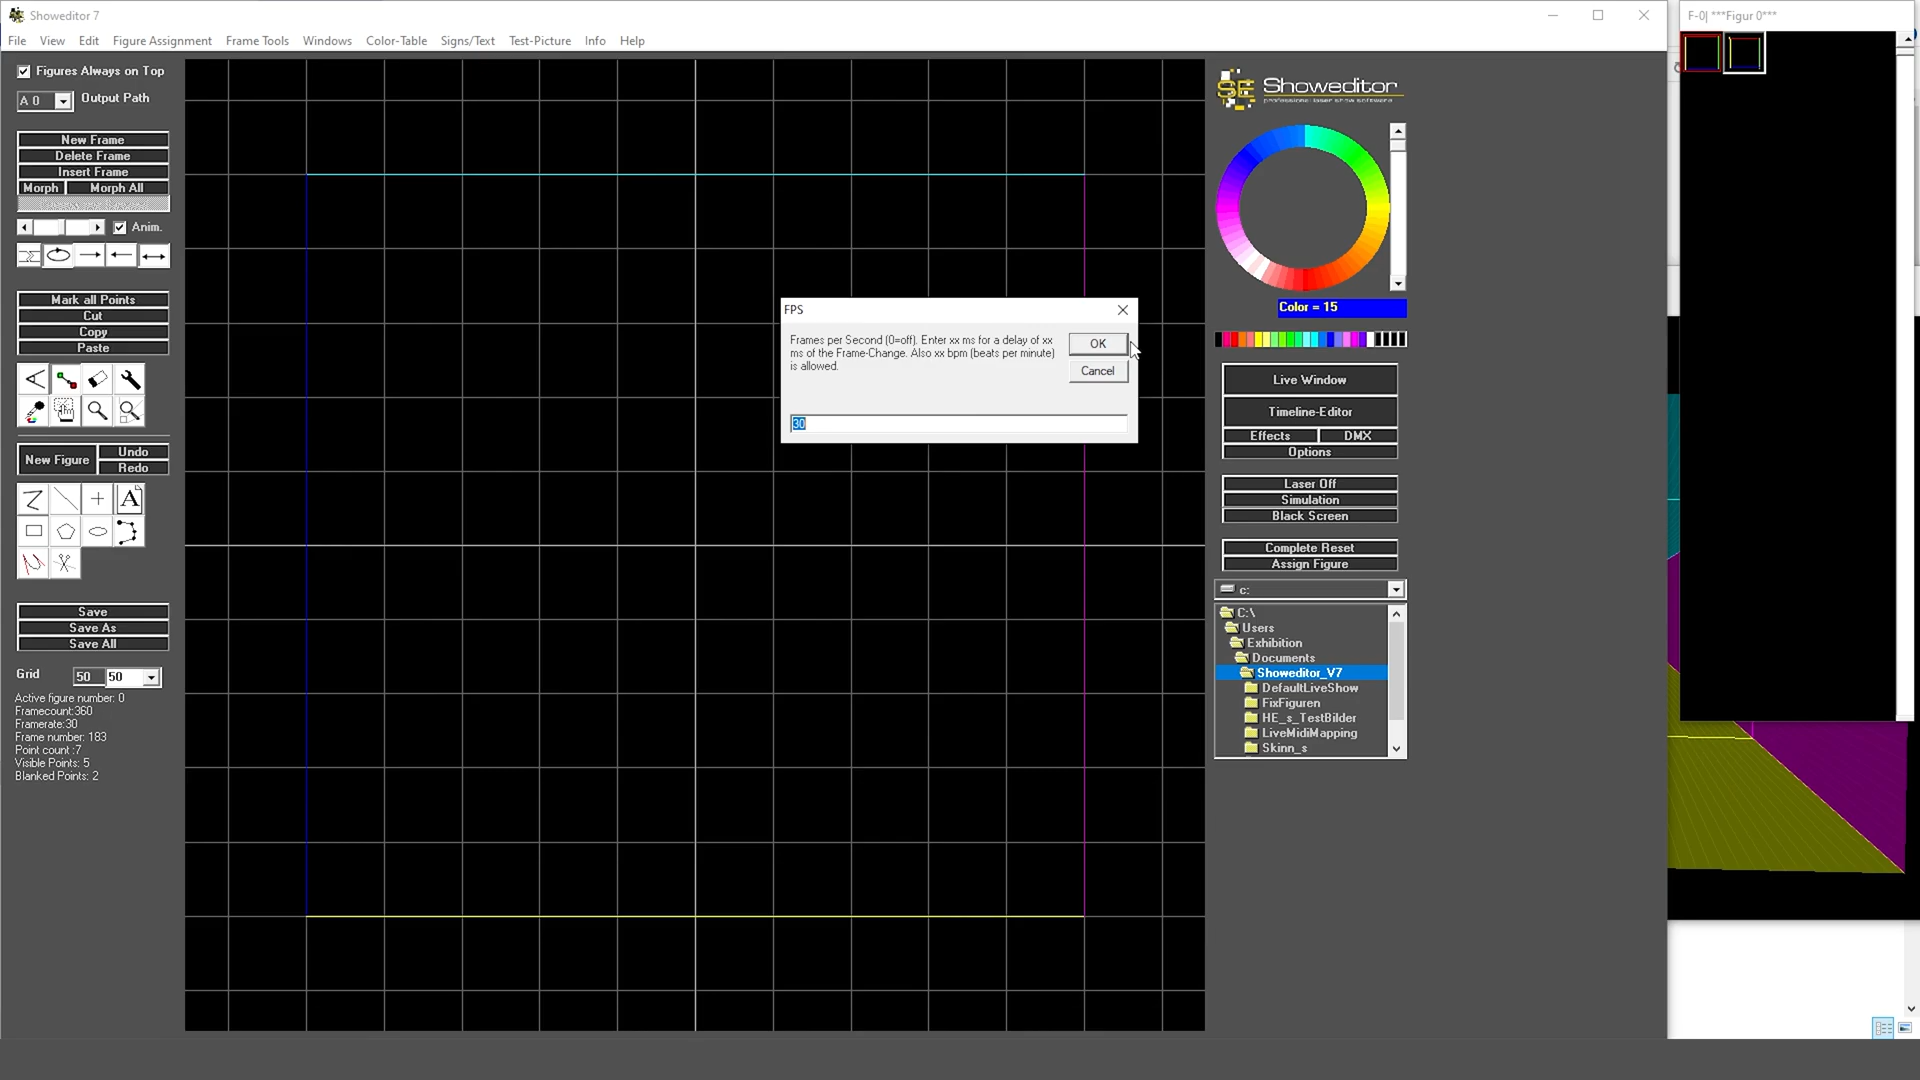 Showeditor 7
F-0| ***Figur 0***
File View Edit Figure Assignment Frame Tools Windows Color-Table Signs/Text Test-Picture Info Help
Figures Always on Top
A 0 Output Path
New Frame
Delete Frame
Insert Frame
Morph Morph All
Anim.
Mark all Points
Cut
Copy
Paste
New Figure Undo
Redo
A
Save
Save As
Save All
Grid 50 50
Active figure number: 0
Framecount:360
Framerate:30
Frame number: 183
Point count :7
Visible Points: 5
Blanked Points: 2
FPS
Frames per Second (0=off). Enter xx ms for a delay of xx
ms of the Frame-Change. Also xx bpm (beats per minute)
is allowed.
OK
Cancel
30
SE Showeditor
professional laser show software
Color = 15
Live Window
Timeline-Editor
Effects DMX
Options
Laser Off
Simulation
Black Screen
Complete Reset
Assign Figure
c:
C:\
Users
Exhibition
Documents
Showeditor_V7
DefaultLiveShow
FixFiguren
HE_s_TestBilder
LiveMidiMapping
Skinn_s